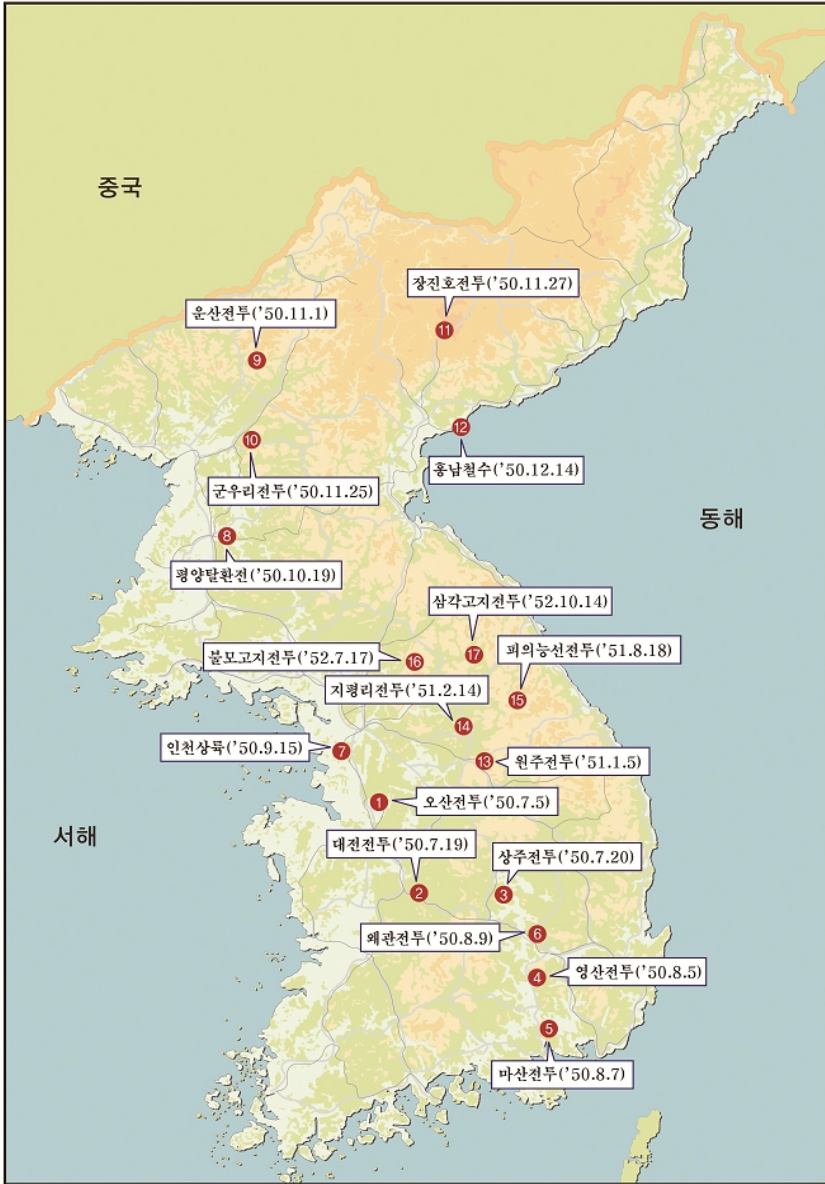 중국
장진호전투('50.11.27)
운산전투('50.11.1)
11
9
12
10
홍남철수('50.12.14)
군우리전투('50.11.25)
동해
8
평양탈환전('50.10.19)
삼각고지전투('52.10.14)
불모고지전투('52.7.17)
16
17
피의능선전투('51.8.18)
지평리전투('51.2.14)
15
14
인천상륙('50.9.15)
7
13
원주전투('51.1.5)
1
오산전투('50.7.5)
서해
대전전투('50.7.19)
상주전투('50.7.20)
2
3
왜관전투('50.8.9)
6
4
영산전투('50.8.5)
5
마산전투('50.8.7)